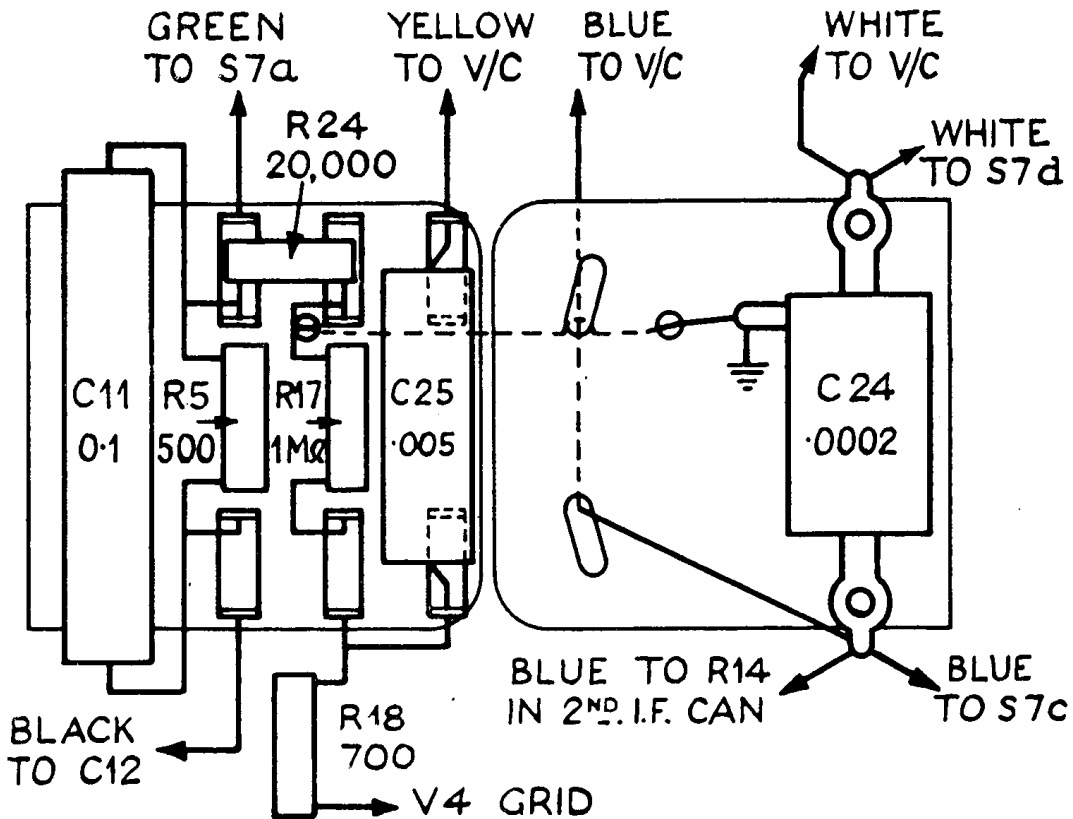 GREEN
TO S7a
YELLOW
TO V/C
BLUE
TO V/C
WHITE
TO V/C
WHITE
TO S7d
R24
20,000
C11
0·1
R5
500
R17
1MΩ
C25
·005
C24
·0002
BLUE TO R14
IN 2ND. I.F. CAN
BLUE
TO S7c
BLACK
TO C12
R18
700
V4 GRID